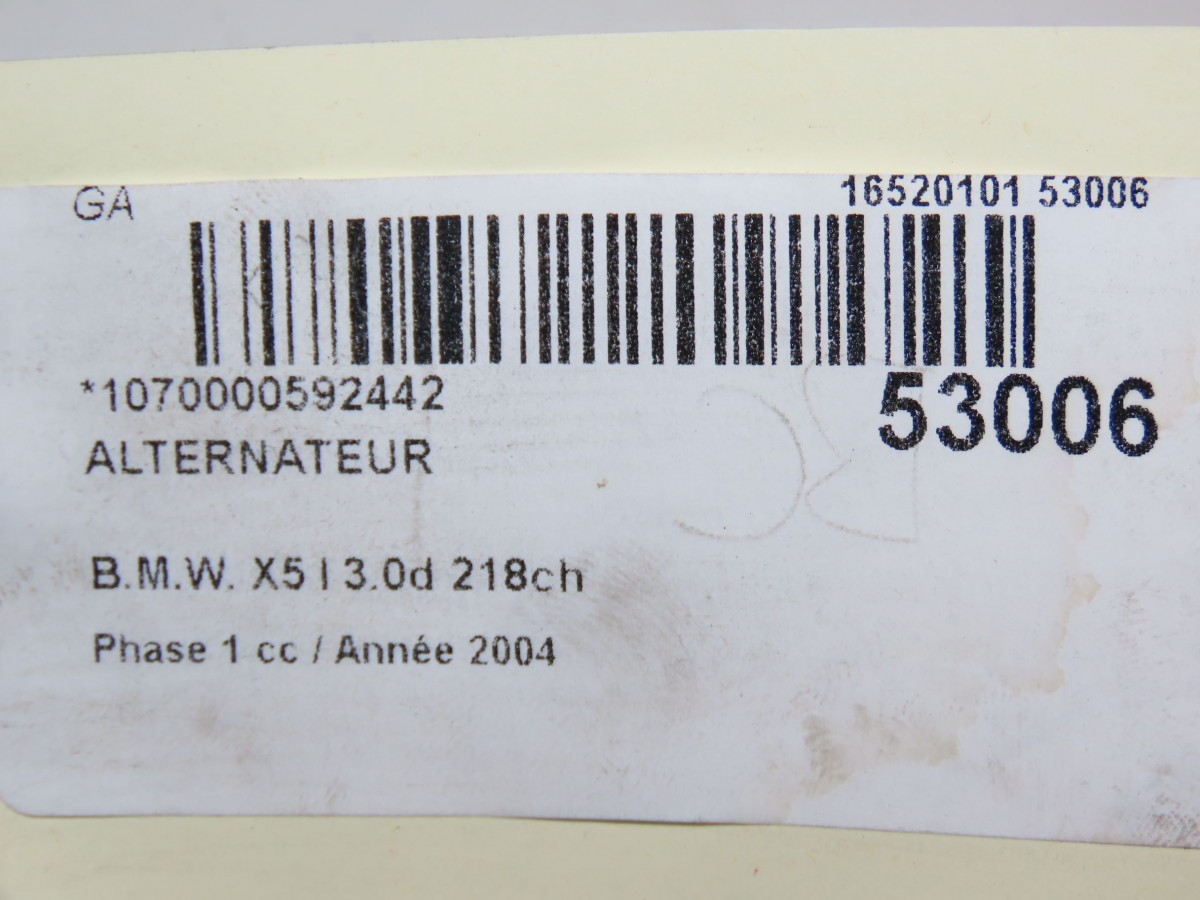 GA
16520101 53006
*1070000592442
53006
ALTERNATEUR
B.M.W. X5 I 3.0d 218ch
Phase 1 cc / Année 2004